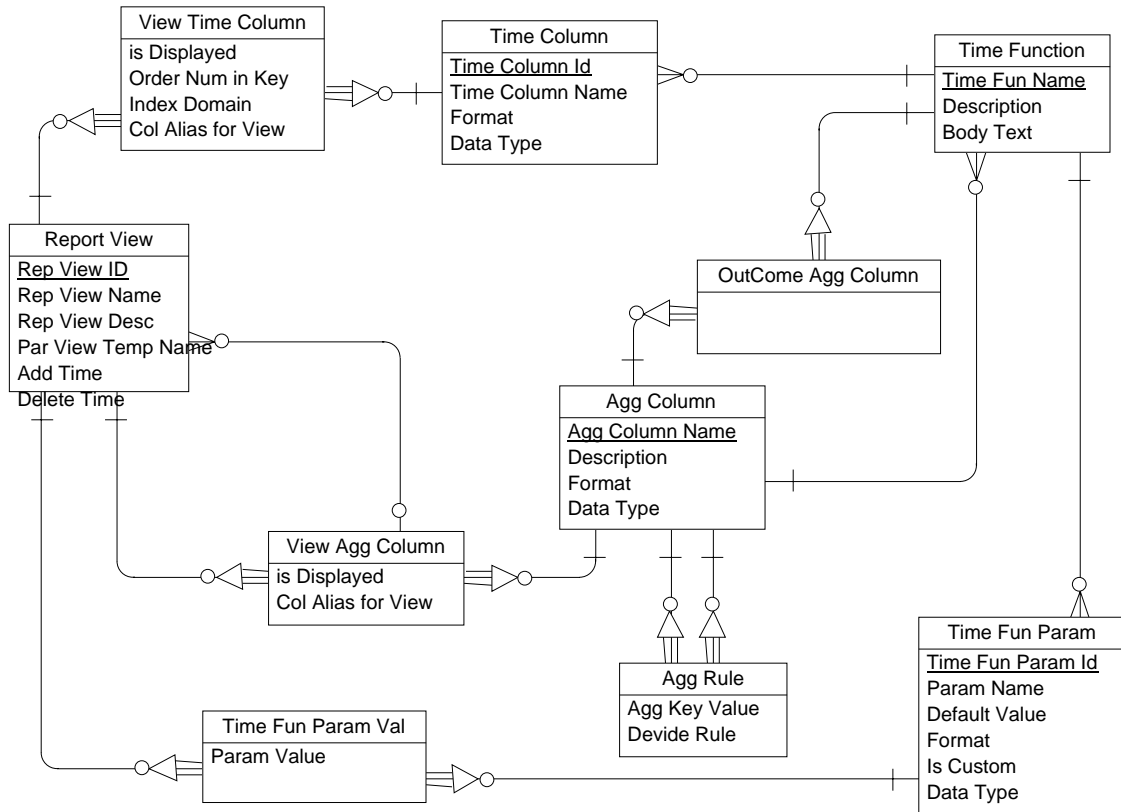 View Time Column
is Displayed
Order Num in Key
Index Domain
Col Alias for View
Time Column
Time Column Id
Time Column Name
Format
Data Type
Time Function
Time Fun Name
Description
Body Text
Report View
Rep View ID
Rep View Name
Rep View Desc
Par View Temp Name
Add Time
Delete Time
OutCome Agg Column
Agg Column
Agg Column Name
Description
Format
Data Type
View Agg Column
is Displayed
Col Alias for View
Agg Rule
Agg Key Value
Devide Rule
Time Fun Param
Time Fun Param Id
Param Name
Default Value
Format
Is Custom
Data Type
Time Fun Param Val
Param Value